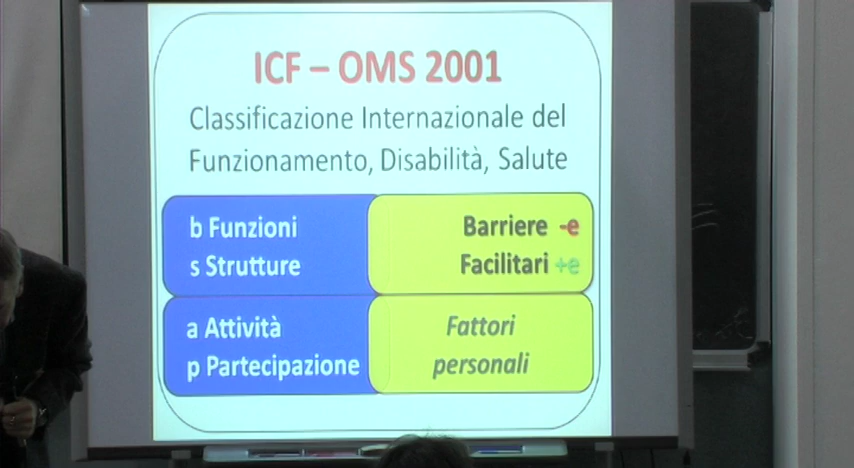 ICF – OMS 2001
Classificazione Internazionale del
Funzionamento, Disabilità, Salute
b Funzioni
s Strutture
Barriere -e
Facilitari +e
a Attività
p Partecipazione
Fattori
personali